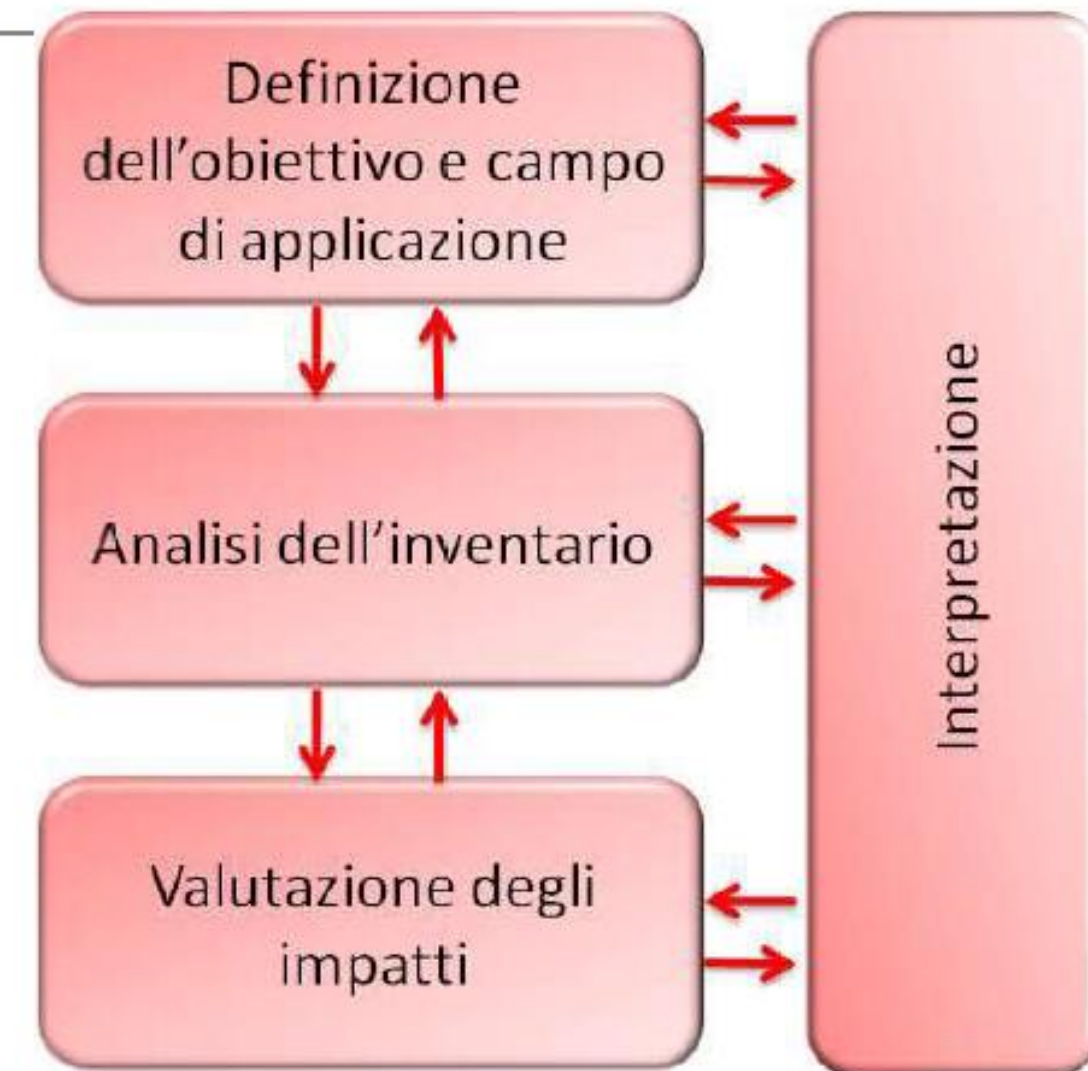 Definizione
dell'obiettivo e campo
di applicazione
Analisi dell'inventario
Valutazione degli
impatti
Interpretazione